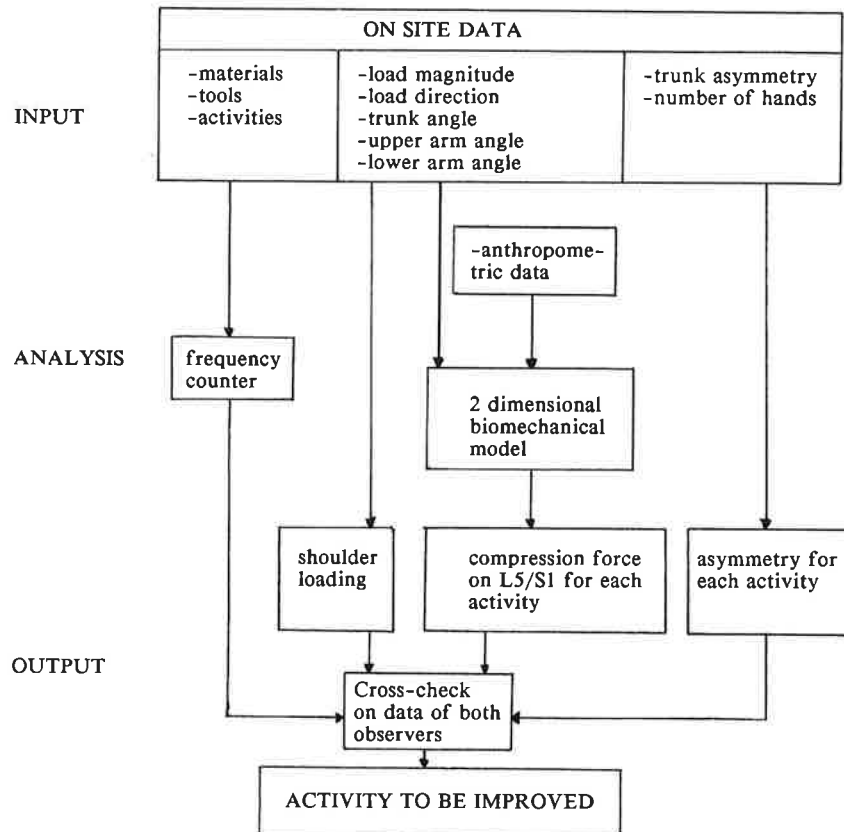 ON SITE DATA
INPUT
-materials
-tools
-activities
-load magnitude
-load direction
-trunk angle
-upper arm angle
-lower arm angle
-trunk asymmetry
-number of hands
-anthropome-
tric data
ANALYSIS
frequency
counter
2 dimensional
biomechanical
model
shoulder
loading
compression force
on L5/S1 for each
activity
asymmetry for
each activity
OUTPUT
Cross-check
on data of both
observers
ACTIVITY TO BE IMPROVED